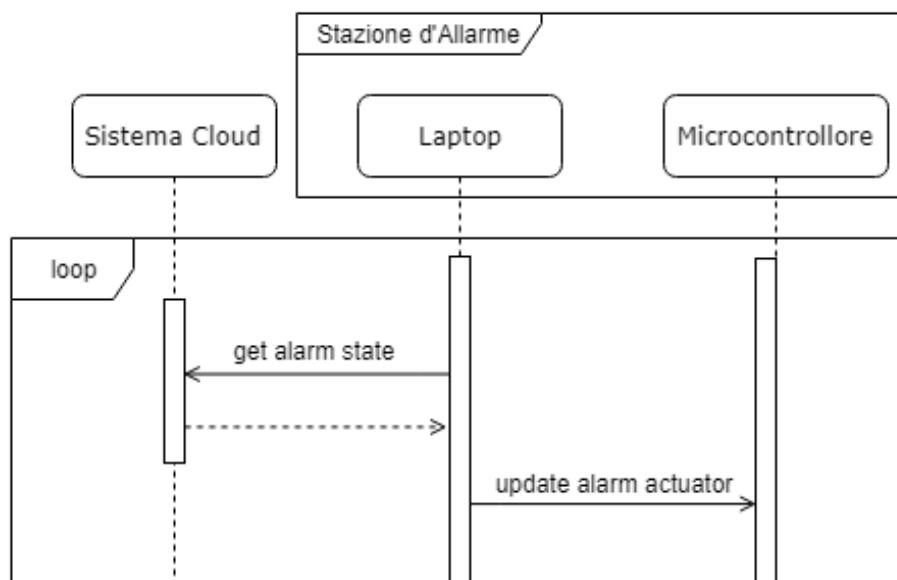 Stazione d'Allarme
Sistema Cloud
Laptop
Microcontrollore
loop
get alarm state
update alarm actuator